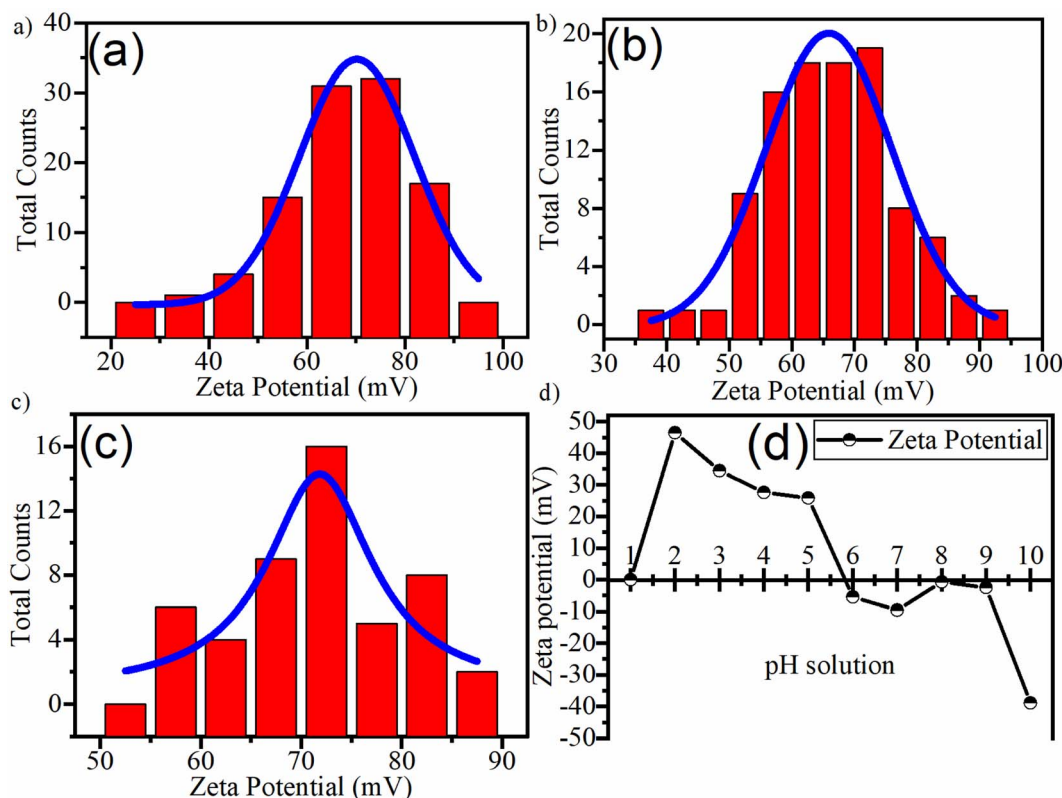 a)
(a)
40
30
20
10
0
Total Counts
20 40 60 80 100
Zeta Potential (mV)
b)
(b)
20
16
12
8
4
0
Total Counts
30 40 50 60 70 80 90 100
Zeta Potential (mV)
c)
(c)
16
12
8
4
0
Total Counts
50 60 70 80 90
Zeta Potential (mV)
d)
(d)
Zeta Potential
50
40
30
20
10
0
-10
-20
-30
-40
-50
Zeta potential (mV)
1 2 3 4 5 6 7 8 9 10
pH solution